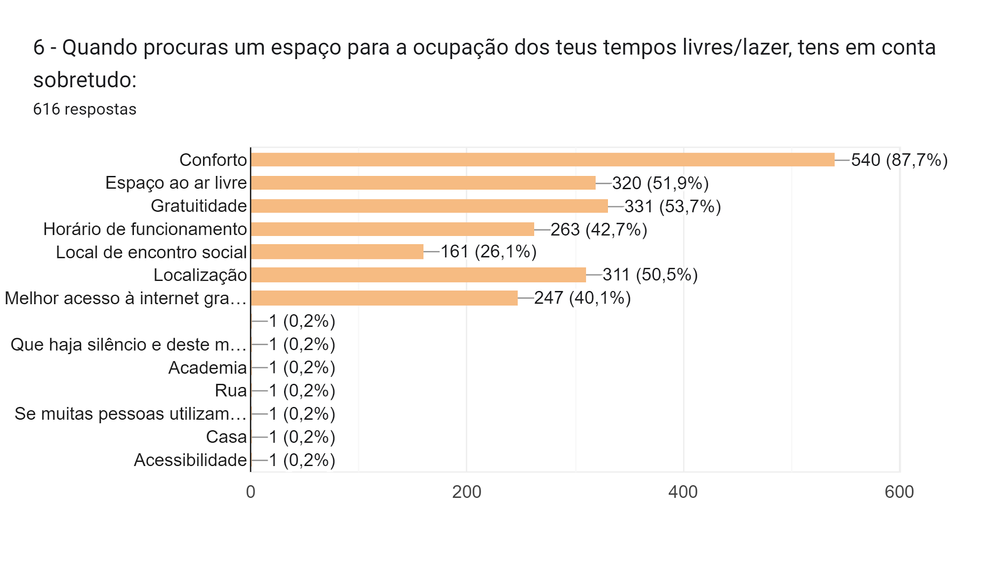 6 - Quando procuras um espaço para a ocupação dos teus tempos livres/lazer, tens em conta
sobretudo:
616 respostas
Conforto 540 (87,7%)
Espaço ao ar livre 320 (51,9%)
Gratuitidade 331 (53,7%)
Horário de funcionamento 263 (42,7%)
Local de encontro social 161 (26,1%)
Localização 311 (50,5%)
Melhor acesso à internet gra… 247 (40,1%)
1 (0,2%)
Que haja silêncio e deste m… 1 (0,2%)
Academia 1 (0,2%)
Rua 1 (0,2%)
Se muitas pessoas utilizam… 1 (0,2%)
Casa 1 (0,2%)
Acessibilidade 1 (0,2%)
0 200 400 600